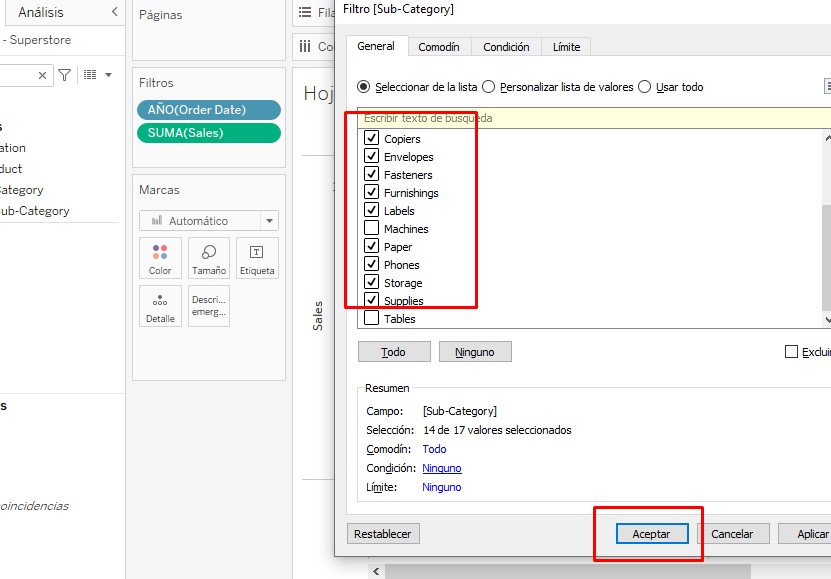 Análisis
- Superstore
s
ation
duct
ategory
ub-Category
s
oincidencias
Páginas
Filtros
AÑO(Order Date)
SUMA(Sales)
Marcas
Automático
Color
Tamaño
Etiqueta
Detalle
Descri...
emerg...
Fila
Co
Hoj
Sales
Filtro [Sub-Category]
General Comodín Condición Límite
Seleccionar de la lista Personalizar lista de valores Usar todo
Escribir texto de búsqueda
Copiers
Envelopes
Fasteners
Furnishings
Labels
Machines
Paper
Phones
Storage
Supplies
Tables
Todo Ninguno Exclui
Resumen
Campo: [Sub-Category]
Selección: 14 de 17 valores seleccionados
Comodín: Todo
Condición: Ninguno
Límite: Ninguno
Restablecer Aceptar Cancelar Aplicar